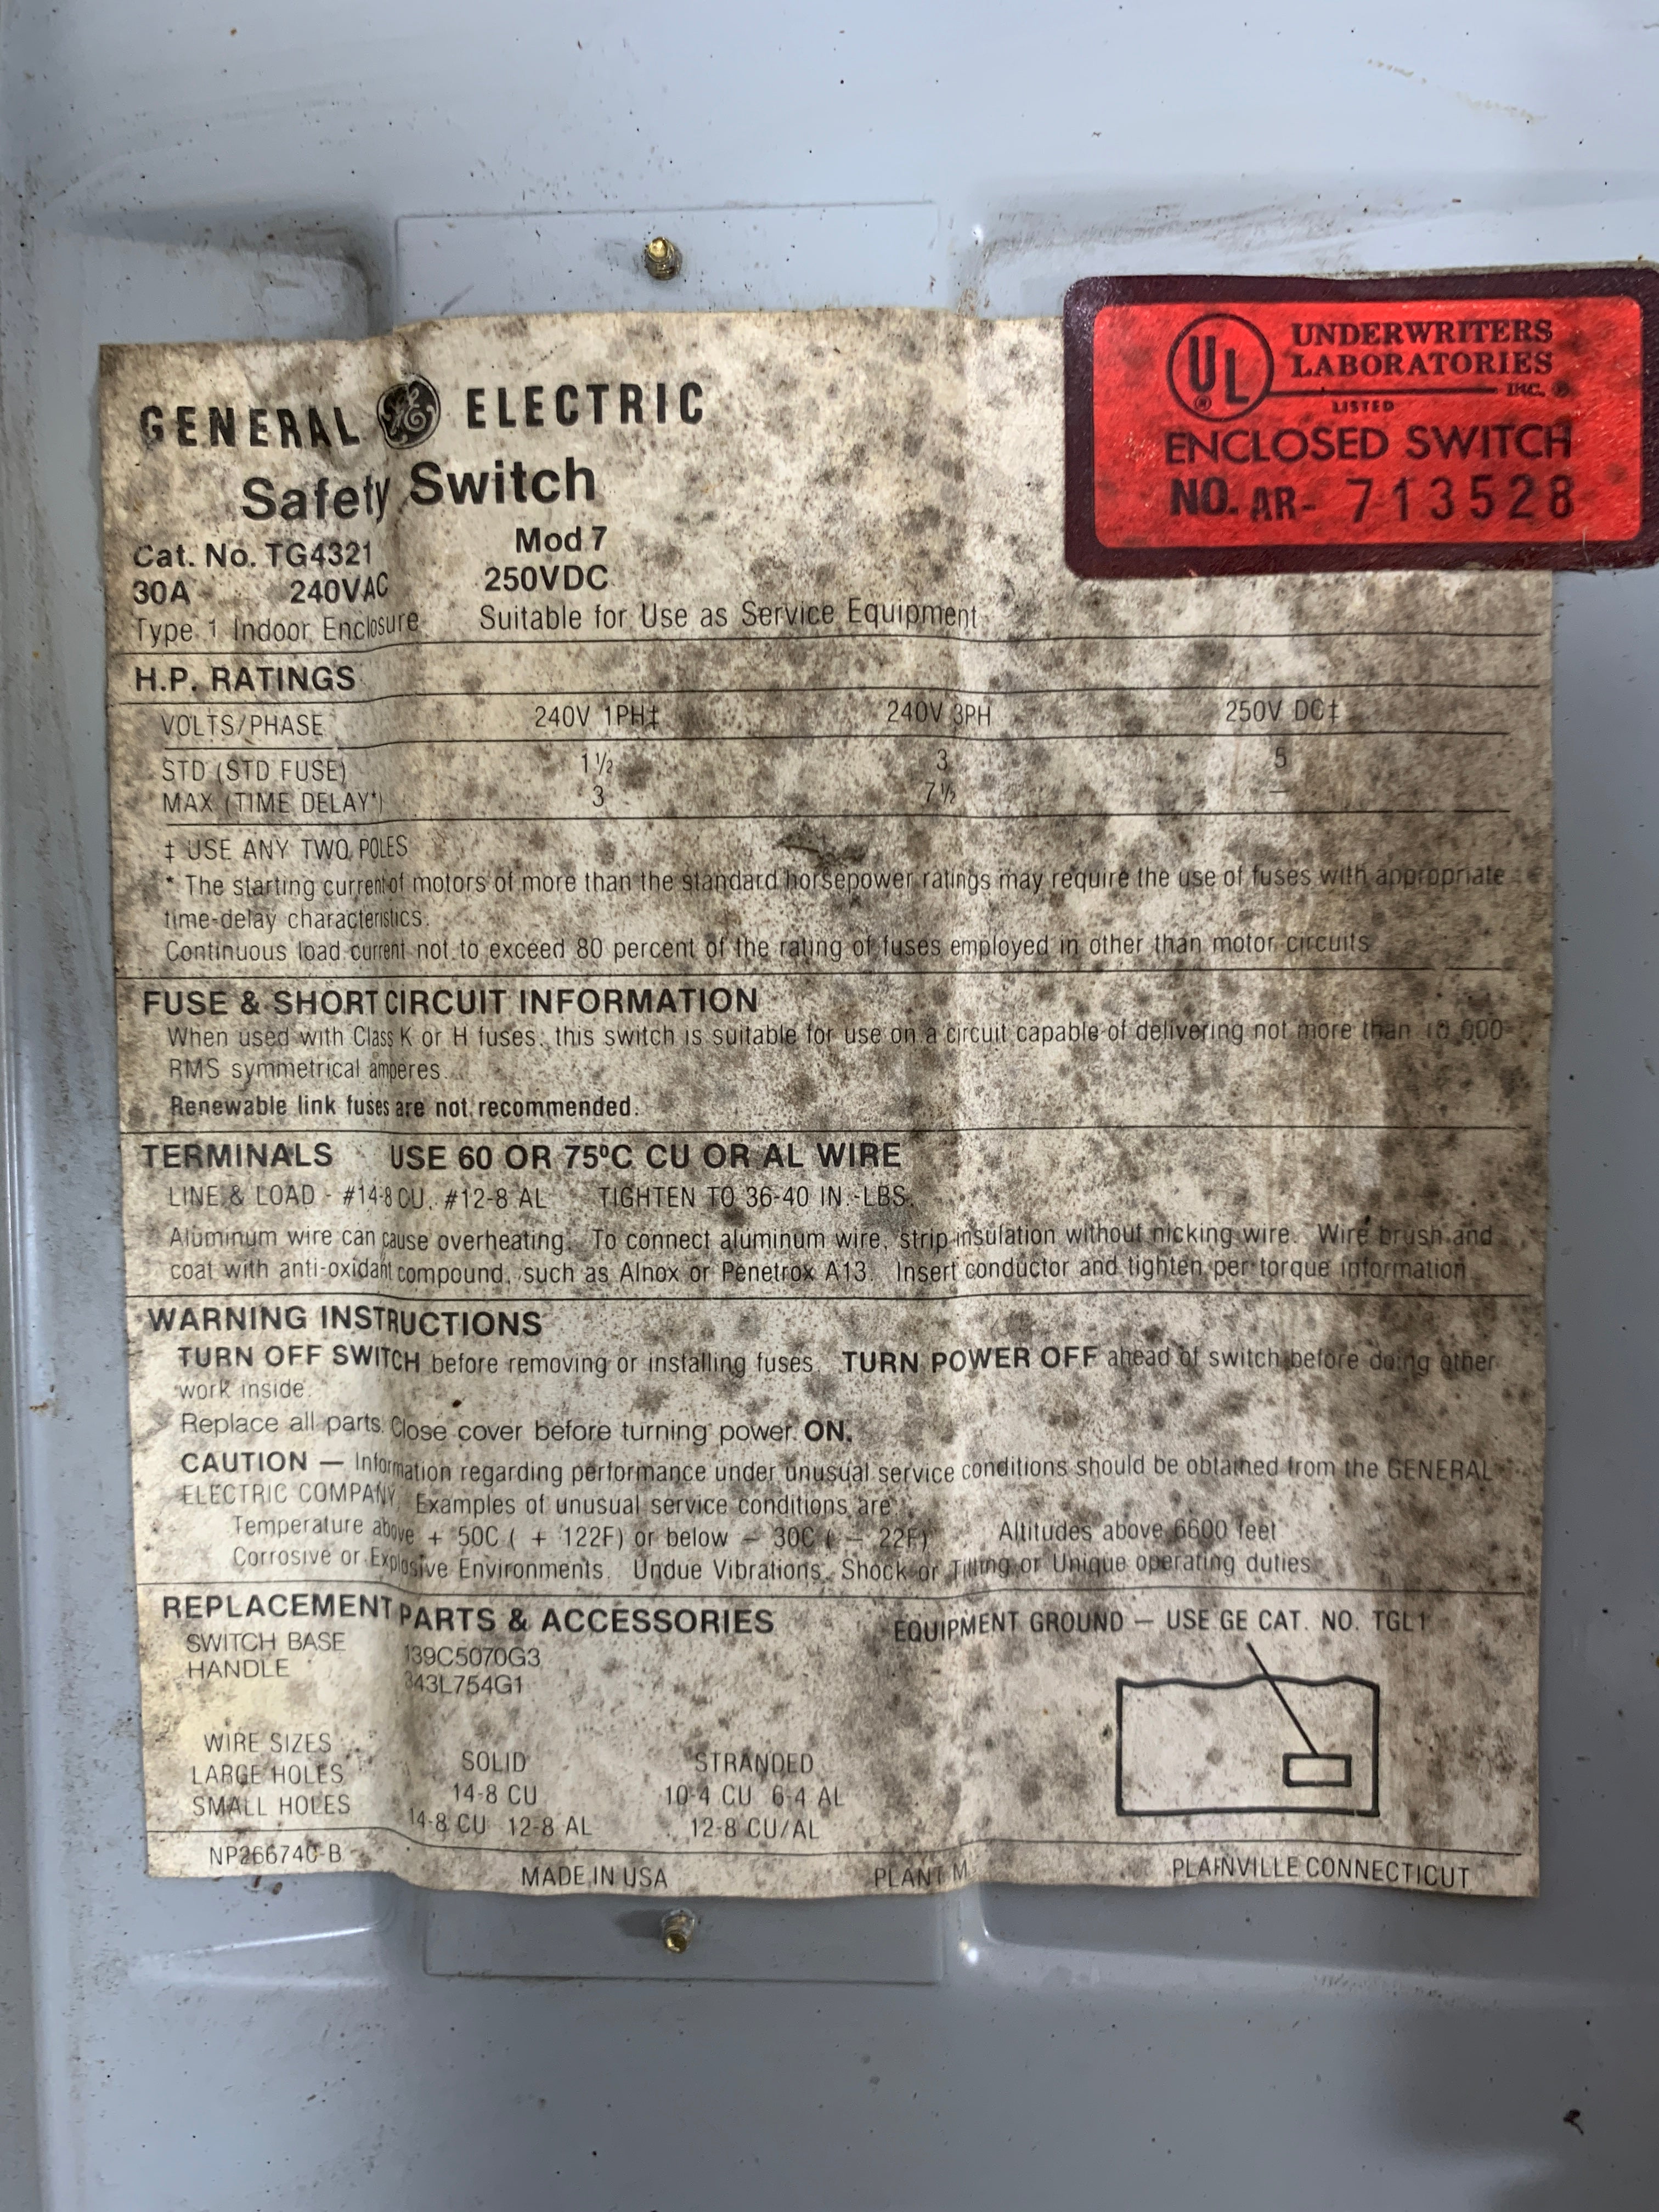 GENERAL GE ELECTRIC
Safety Switch
Cat. No. TG4321 Mod 7
30A 240VAC 250VDC
Type 1 Indoor Enclosure Suitable for Use as Service Equipment
UL
®
UNDERWRITERS
LABORATORIES
INC. ®
LISTED
ENCLOSED SWITCH
NO. AR- 713528
H.P. RATINGS
VOLTS/PHASE 240V 1PH‡ 240V 3PH 250V DC‡
STD (STD FUSE) 1½ 3 5
MAX (TIME DELAY*) 3 7½ —
‡ USE ANY TWO POLES
* The starting current of motors of more than the standard horsepower ratings may require the use of fuses with appropriate
time-delay characteristics.
Continuous load current not to exceed 80 percent of the rating of fuses employed in other than motor circuits
FUSE & SHORT CIRCUIT INFORMATION
When used with Class K or H fuses, this switch is suitable for use on a circuit capable of delivering not more than 10 000
RMS symmetrical amperes.
Renewable link fuses are not recommended.
TERMINALS USE 60 OR 75ºC CU OR AL WIRE
LINE & LOAD - #14-8 CU, #12-8 AL TIGHTEN TO 36-40 IN.-LBS.
Aluminum wire can cause overheating. To connect aluminum wire, strip insulation without nicking wire. Wire brush and
coat with anti-oxidant compound, such as Alnox or Penetrox A13. Insert conductor and tighten per torque information
WARNING INSTRUCTIONS
TURN OFF SWITCH before removing or installing fuses. TURN POWER OFF ahead of switch before doing other
work inside.
Replace all parts. Close cover before turning power ON.
CAUTION — Information regarding performance under unusual service conditions should be obtained from the GENERAL
ELECTRIC COMPANY. Examples of unusual service conditions are
Temperature above + 50C ( + 122F) or below − 30C ( − 22F) Altitudes above 6600 feet
Corrosive or Explosive Environments. Undue Vibrations, Shock or Tilting or Unique operating duties
REPLACEMENT PARTS & ACCESSORIES EQUIPMENT GROUND — USE GE CAT. NO. TGL1
SWITCH BASE 139C5070G3
HANDLE 343L754G1
WIRE SIZES SOLID STRANDED
LARGE HOLES 14-8 CU 10-4 CU 6-4 AL
SMALL HOLES 14-8 CU 12-8 AL 12-8 CU/AL
NP266740-B MADE IN USA PLANT M PLAINVILLE CONNECTICUT